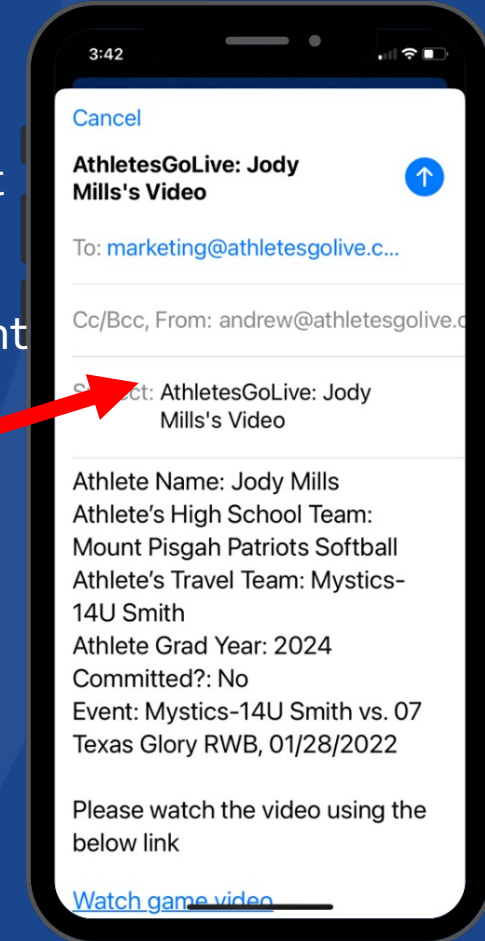 3:42
Cancel
AthletesGoLive: Jody
Mills's Video
To: marketing@athletesgolive.c...
Cc/Bcc, From: andrew@athletesgolive.c
AthletesGoLive: Jody
Mills's Video
Athlete Name: Jody Mills
Athlete's High School Team:
Mount Pisgah Patriots Softball
Athlete's Travel Team: Mystics-
14U Smith
Athlete Grad Year: 2024
Committed?: No
Event: Mystics-14U Smith vs. 07
Texas Glory RWB, 01/28/2022
Please watch the video using the
below link
Watch game video